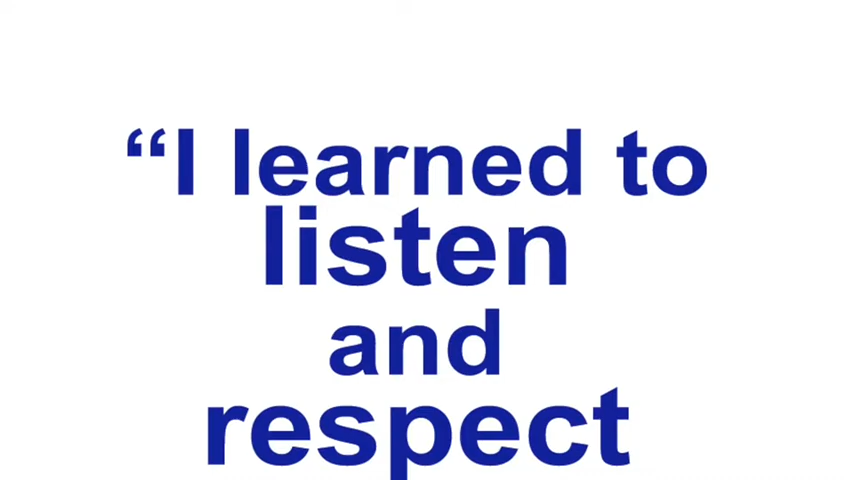 “I learned to
listen
and
respect